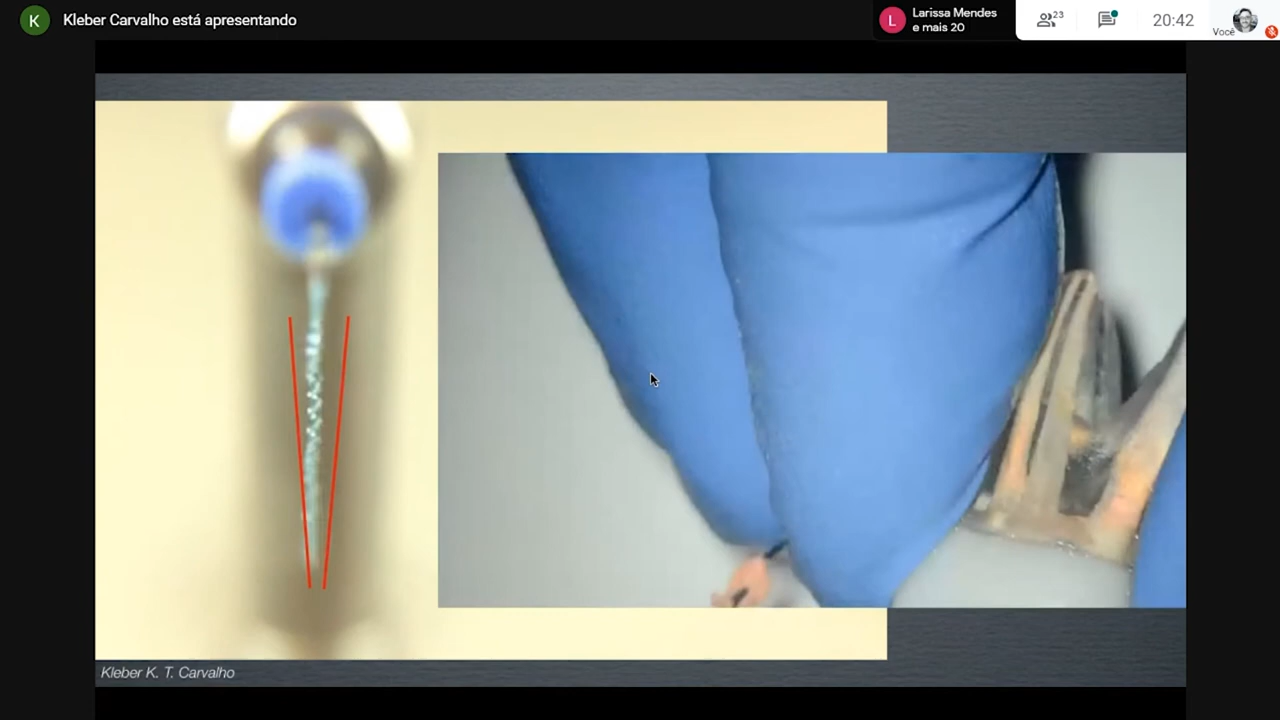 K
Kleber Carvalho está apresentando
L
Larissa Mendes
e mais 20
23
20:42
Você
Kleber K. T. Carvalho